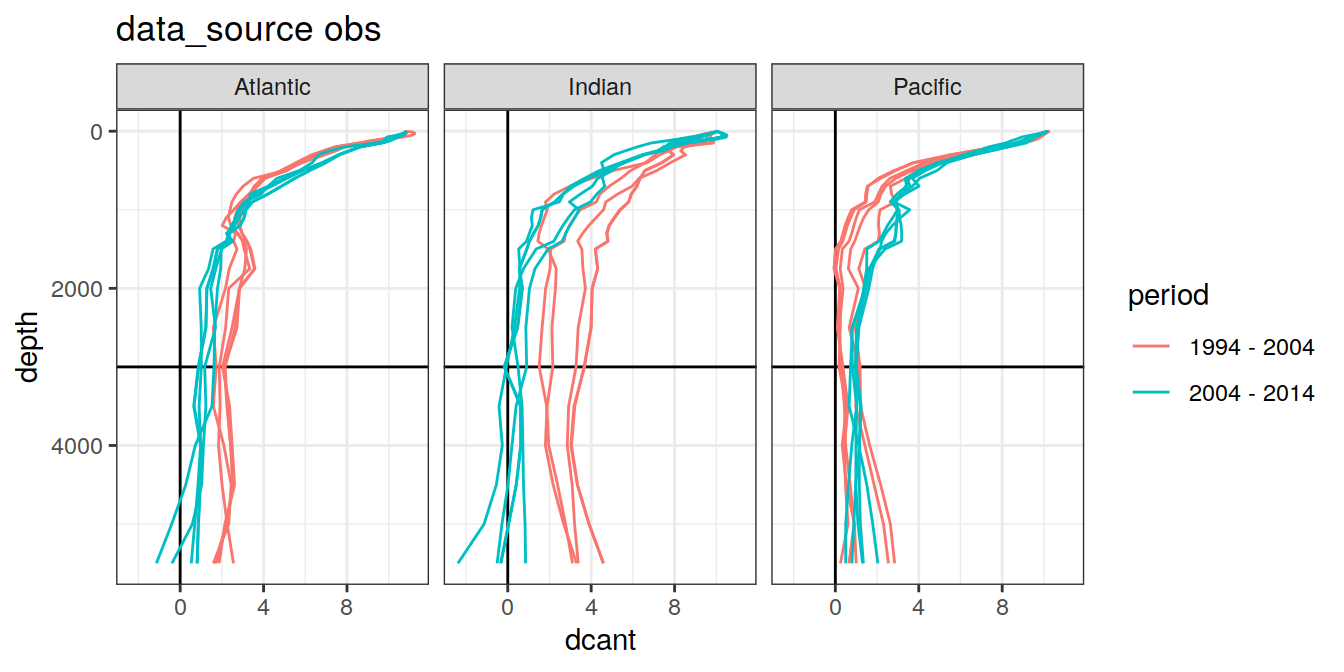 data_source obs
Atlantic Indian Pacific
0
2000
4000
depth
0 4 8 0 4 8 0 4 8
dcant
period
1994 - 2004
2004 - 2014